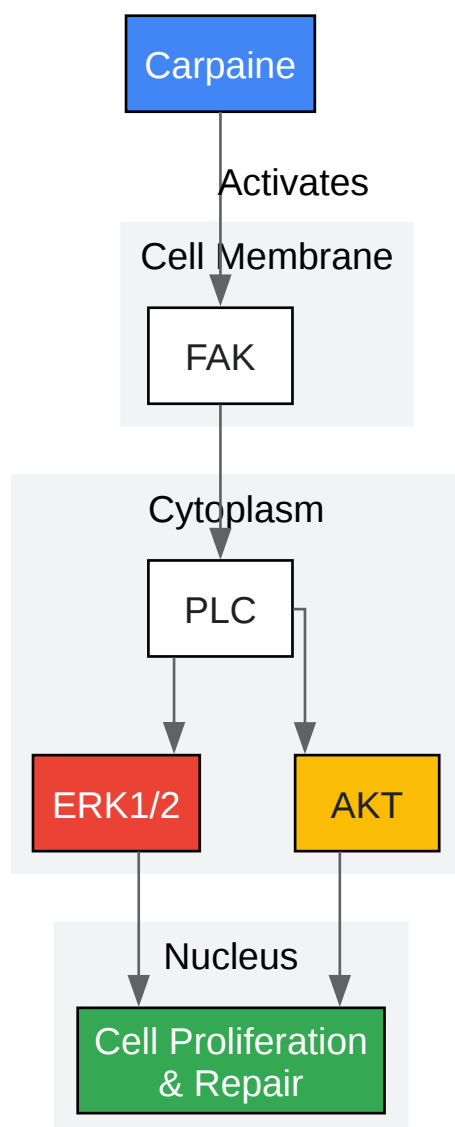 Carpaine
Activates
Cell Membrane
FAK
Cytoplasm
PLC
ERK1/2
AKT
Nucleus
Cell Proliferation
& Repair